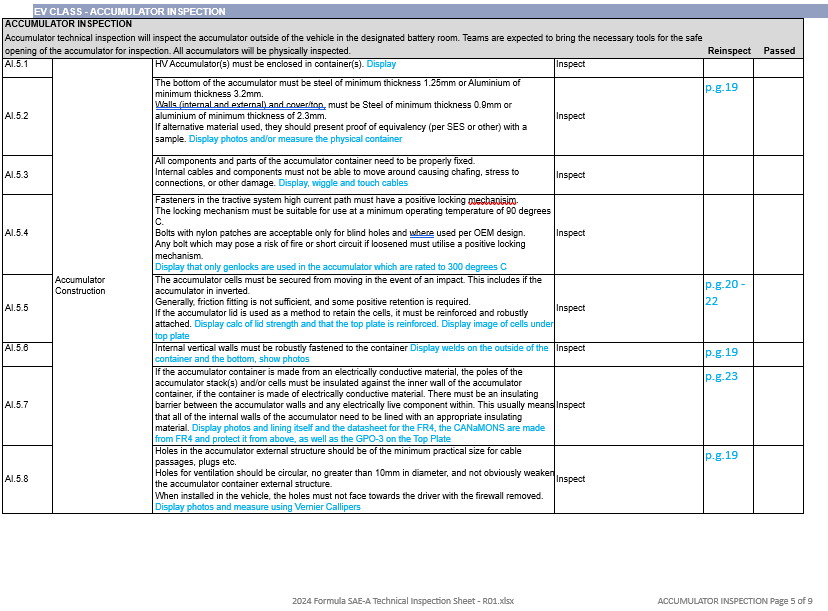 EV CLASS - ACCUMULATOR INSPECTION
ACCUMULATOR INSPECTION
Accumulator technical inspection will inspect the accumulator outside of the vehicle in the designated battery room. Teams are expected to bring the necessary tools for the safe
opening of the accumulator for inspection. All accumulators will be physically inspected.
Reinspect Passed
AI.5.1
HV Accumulator(s) must be enclosed in container(s). Display
Inspect
AI.5.2
The bottom of the accumulator must be steel of minimum thickness 1.25mm or Aluminium of
minimum thickness 3.2mm.
Walls (internal and external) and cover/top, must be Steel of minimum thickness 0.9mm or
aluminium of minimum thickness of 2.3mm.
If alternative material used, they should present proof of equivalency (per SES or other) with a
sample. Display photos and/or measure the physical container
Inspect
p.g.19
AI.5.3
All components and parts of the accumulator container need to be properly fixed.
Internal cables and components must not be able to move around causing chafing, stress to
connections, or other damage. Display, wiggle and touch cables
Inspect
AI.5.4
Fasteners in the tractive system high current path must have a positive locking mechanisim.
The locking mechanism must be suitable for use at a minimum operating temperature of 90 degrees
C.
Bolts with nylon patches are acceptable only for blind holes and where used per OEM design.
Any bolt which may pose a risk of fire or short circuit if loosened must utilise a positive locking
mechanism.
Display that only genlocks are used in the accumulator which are rated to 300 degrees C
Inspect
Accumulator
Construction
AI.5.5
The accumulator cells must be secured from moving in the event of an impact. This includes if the
accumulator in inverted.
Generally, friction fitting is not sufficient, and some positive retention is required.
If the accumulator lid is used as a method to retain the cells, it must be reinforced and robustly
attached. Display calc of lid strength and that the top plate is reinforced. Display image of cells under
top plate
Inspect
p.g.20 -
22
AI.5.6
Internal vertical walls must be robustly fastened to the container Display welds on the outside of the
container and the bottom, show photos
Inspect
p.g.19
AI.5.7
If the accumulator container is made from an electrically conductive material, the poles of the
accumulator stack(s) and/or cells must be insulated against the inner wall of the accumulator
container, if the container is made of electrically conductive material. There must be an insulating
barrier between the accumulator walls and any electrically live component within. This usually means
that all of the internal walls of the accumulator need to be lined with an appropriate insulating
material. Display photos and lining itself and the datasheet for the FR4, the CANaMONS are made
from FR4 and protect it from above, as well as the GPO-3 on the Top Plate
Inspect
p.g.23
AI.5.8
Holes in the accumulator external structure should be of the minimum practical size for cable
passages, plugs etc.
Holes for ventilation should be circular, no greater than 10mm in diameter, and not obviously weaken
the accumulator container external structure.
When installed in the vehicle, the holes must not face towards the driver with the firewall removed.
Display photos and measure using Vernier Callipers
Inspect
p.g.19
2024 Formula SAE-A Technical Inspection Sheet - R01.xlsx
ACCUMULATOR INSPECTION Page 5 of 9